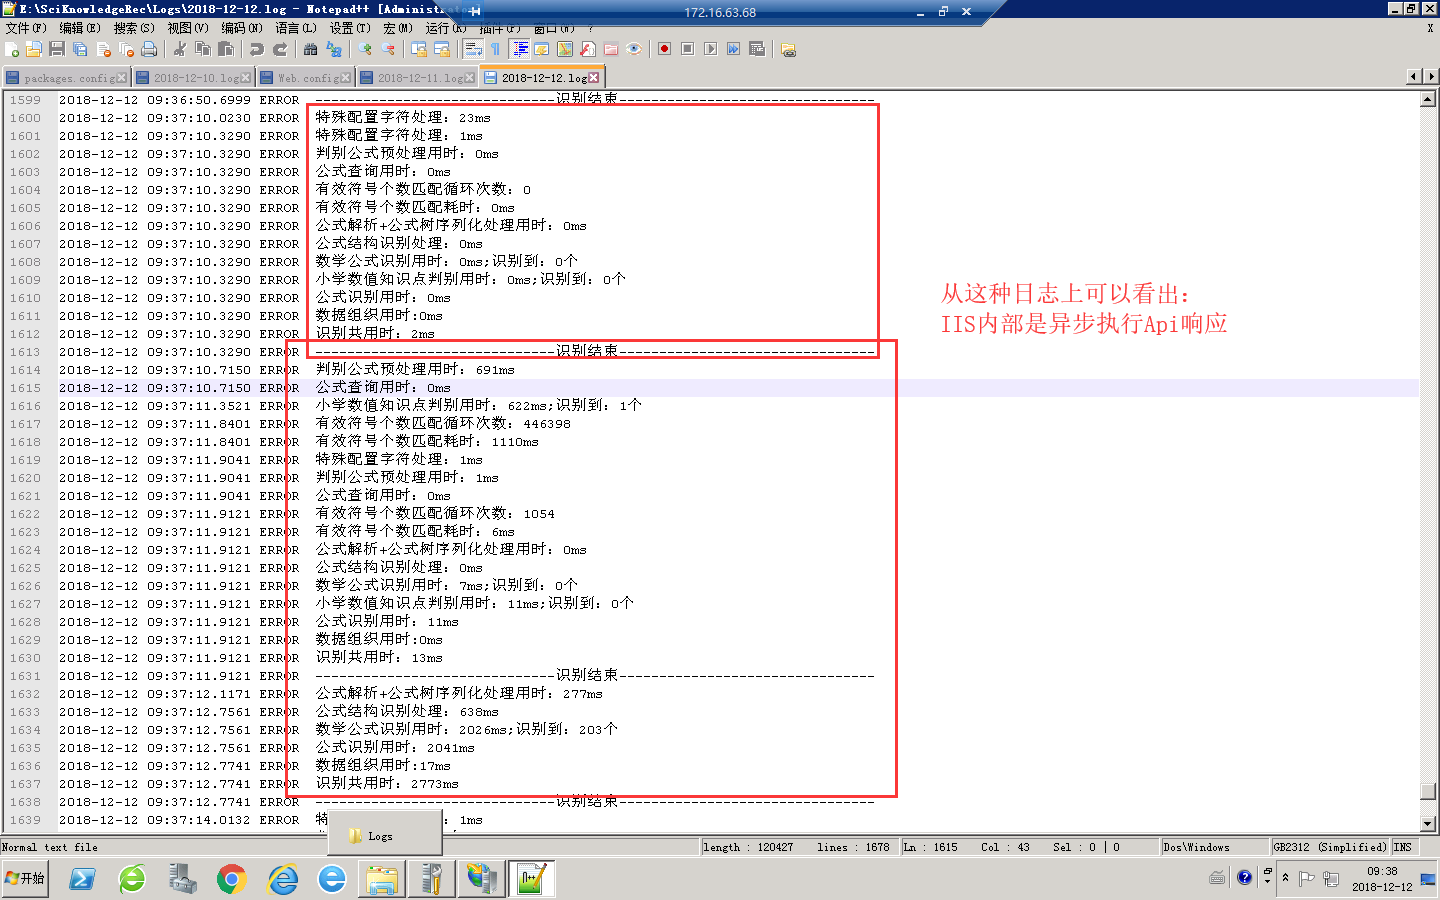 E:\SciKnowledgeRec\Logs\2018-12-12.log - Notepad++ [Administrator]
172.16.63.68
文件(F) 编辑(E) 搜索(S) 视图(V) 编码(N) 语言(L) 设置(T) 宏(M) 运行(R) 插件(P) 窗口(W) ?
packages.config 2018-12-10.log Web.config 2018-12-11.log 2018-12-12.log
1599 2018-12-12 09:36:50.6999 ERROR ------------------------------识别结束--------------------------------
1600 2018-12-12 09:37:10.0230 ERROR 特殊配置字符处理：23ms
1601 2018-12-12 09:37:10.3290 ERROR 特殊配置字符处理：1ms
1602 2018-12-12 09:37:10.3290 ERROR 判别公式预处理用时：0ms
1603 2018-12-12 09:37:10.3290 ERROR 公式查询用时：0ms
1604 2018-12-12 09:37:10.3290 ERROR 有效符号个数匹配循环次数：0
1605 2018-12-12 09:37:10.3290 ERROR 有效符号个数匹配耗时：0ms
1606 2018-12-12 09:37:10.3290 ERROR 公式解析+公式树序列化处理用时：0ms
1607 2018-12-12 09:37:10.3290 ERROR 公式结构识别处理：0ms
1608 2018-12-12 09:37:10.3290 ERROR 数学公式识别用时：0ms;识别到：0个
1609 2018-12-12 09:37:10.3290 ERROR 小学数值知识点判别用时：0ms;识别到：0个
1610 2018-12-12 09:37:10.3290 ERROR 公式识别用时：0ms
1611 2018-12-12 09:37:10.3290 ERROR 数据组织用时:0ms
1612 2018-12-12 09:37:10.3290 ERROR 识别共用时：2ms
1613 2018-12-12 09:37:10.3290 ERROR ------------------------------识别结束--------------------------------
1614 2018-12-12 09:37:10.7150 ERROR 判别公式预处理用时：691ms
1615 2018-12-12 09:37:10.7150 ERROR 公式查询用时：0ms
1616 2018-12-12 09:37:11.3521 ERROR 小学数值知识点判别用时：622ms;识别到：1个
1617 2018-12-12 09:37:11.8401 ERROR 有效符号个数匹配循环次数：446398
1618 2018-12-12 09:37:11.8401 ERROR 有效符号个数匹配耗时：1110ms
1619 2018-12-12 09:37:11.9041 ERROR 特殊配置字符处理：1ms
1620 2018-12-12 09:37:11.9041 ERROR 判别公式预处理用时：1ms
1621 2018-12-12 09:37:11.9041 ERROR 公式查询用时：0ms
1622 2018-12-12 09:37:11.9121 ERROR 有效符号个数匹配循环次数：1054
1623 2018-12-12 09:37:11.9121 ERROR 有效符号个数匹配耗时：6ms
1624 2018-12-12 09:37:11.9121 ERROR 公式解析+公式树序列化处理用时：0ms
1625 2018-12-12 09:37:11.9121 ERROR 公式结构识别处理：0ms
1626 2018-12-12 09:37:11.9121 ERROR 数学公式识别用时：7ms;识别到：0个
1627 2018-12-12 09:37:11.9121 ERROR 小学数值知识点判别用时：11ms;识别到：0个
1628 2018-12-12 09:37:11.9121 ERROR 公式识别用时：11ms
1629 2018-12-12 09:37:11.9121 ERROR 数据组织用时:0ms
1630 2018-12-12 09:37:11.9121 ERROR 识别共用时：13ms
1631 2018-12-12 09:37:11.9121 ERROR ------------------------------识别结束--------------------------------
1632 2018-12-12 09:37:12.1171 ERROR 公式解析+公式树序列化处理用时：277ms
1633 2018-12-12 09:37:12.7561 ERROR 公式结构识别处理：638ms
1634 2018-12-12 09:37:12.7561 ERROR 数学公式识别用时：2026ms;识别到：203个
1635 2018-12-12 09:37:12.7561 ERROR 公式识别用时：2041ms
1636 2018-12-12 09:37:12.7741 ERROR 数据组织用时:17ms
1637 2018-12-12 09:37:12.7741 ERROR 识别共用时：2773ms
1638 2018-12-12 09:37:12.7741 ERROR ------------------------------识别结束--------------------------------
1639 2018-12-12 09:37:14.0132 ERROR 特 1ms
从这种日志上可以看出：
IIS内部是异步执行Api响应
Logs
Normal text file length : 120427 lines : 1678 Ln : 1615 Col : 43 Sel : 0 | 0 Dos\Windows GB2312 (Simplified) INS
开始
09:38
2018-12-12